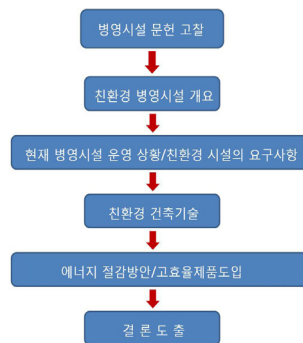 병영시설 문헌 고찰
친환경 병영시설 개요
현재 병영시설 운영 상황/친환경 시설의 요구사항
친환경 건축기술
에너지 절감방안/고효율제품도입
결 론 도 출